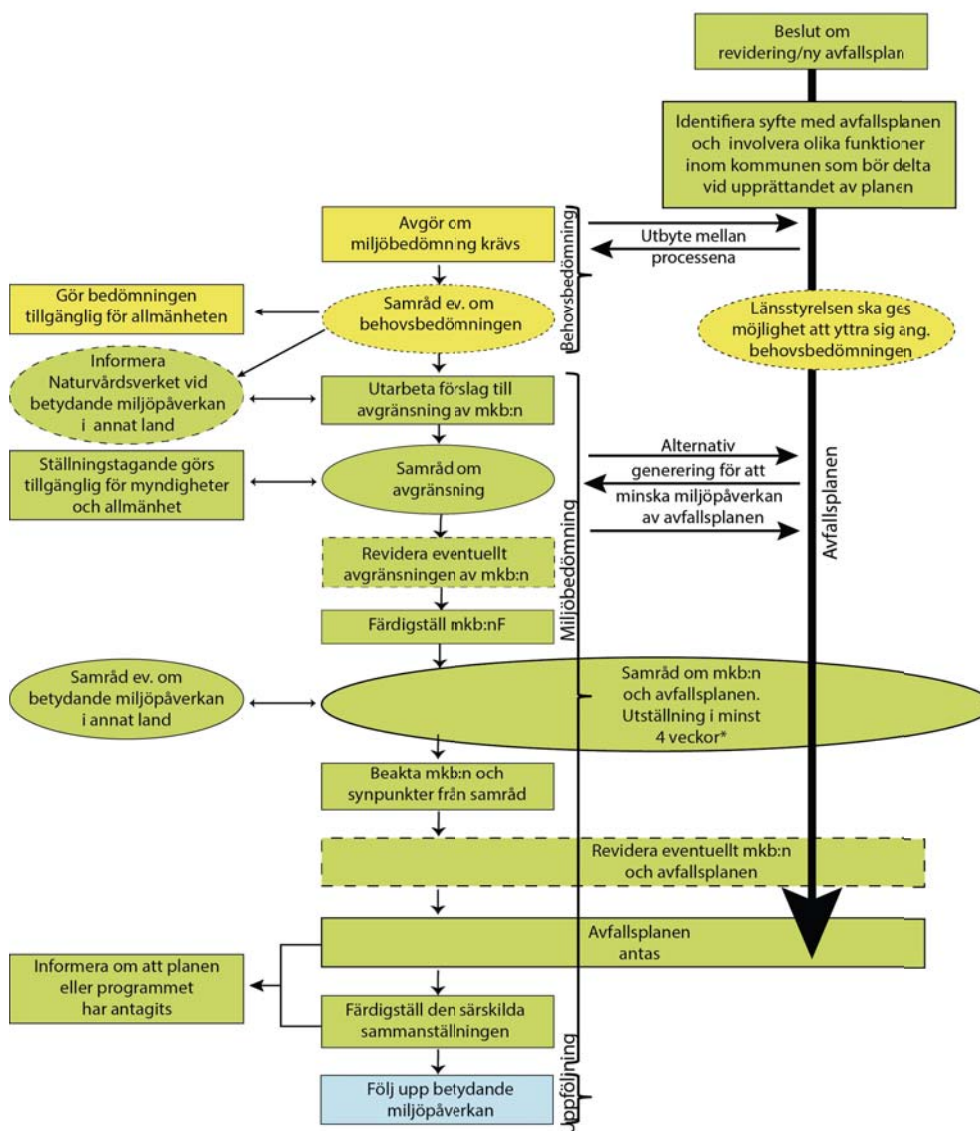 Beslut om
revidering/ny avfallsplan
Identifiera syfte med avfallsplanen
och involvera olika funktioner
inom kommunen som bör delta
vid upprättandet av planen
Avgör om
miljöbedömning krävs
Behovsbedömning
Utbyte mellan
processena
Gör bedömningen
tillgänglig för allmänheten
Samråd ev. om
behovsbedömningen
Länsstyrelsen ska ges
möjlighet att yttra sig ang.
behovsbedömningen
Informera
Naturvårdsverket vid
betydande miljöpåverkan
i annat land
Utarbeta förslag till
avgränsning av mkb:n
Ställningstagande görs
tillgänglig för myndigheter
och allmänhet
Samråd om
avgränsning
Alternativ
generering för att
minska miljöpåverkan
av avfallsplanen
Avfallsplanen
Miljöbedömning
Revidera eventuellt
avgränsningen av mkb:n
Färdigställ mkb:nF
Samråd ev. om
betydande miljöpåverkan
i annat land
Samråd om mkb:n
och avfallsplanen.
Utställning i minst
4 veckor*
Beakta mkb:n och
synpunkter från samråd
Revidera eventuellt mkb:n
och avfallsplanen
Avfallsplanen
antas
Informera om att planen
eller programmet
har antagits
Färdigställ den särskilda
sammanställningen
Följ upp betydande
miljöpåverkan
uppföljning